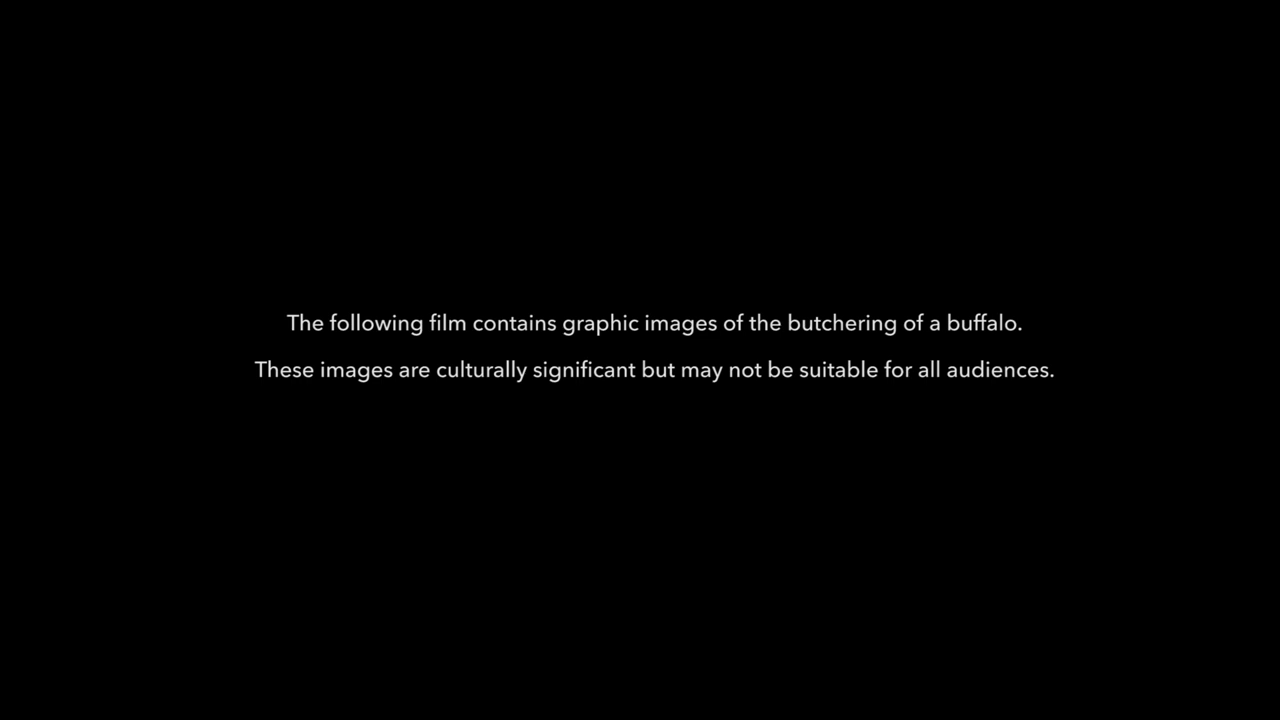 The following film contains graphic images of the butchering of a buffalo.
These images are culturally significant but may not be suitable for all audiences.